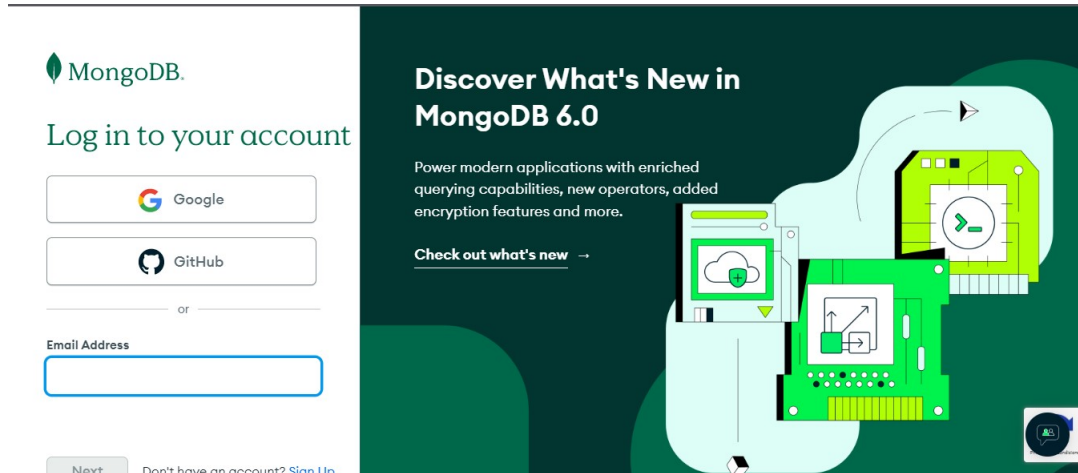 MongoDB.
Log in to your account
Google
GitHub
or
Email Address
Next
Don't have an account? Sign Up
Discover What's New in
MongoDB 6.0
Power modern applications with enriched
querying capabilities, new operators, added
encryption features and more.
Check out what's new →